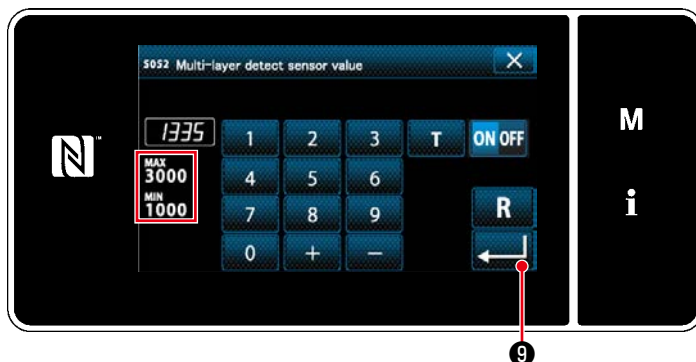 S052 Multi-layer detect sensor value
1335 1 2 3 T ON OFF
MAX
3000 4 5 6
MIN
1000 7 8 9 R
0 + −
M
i
N
9